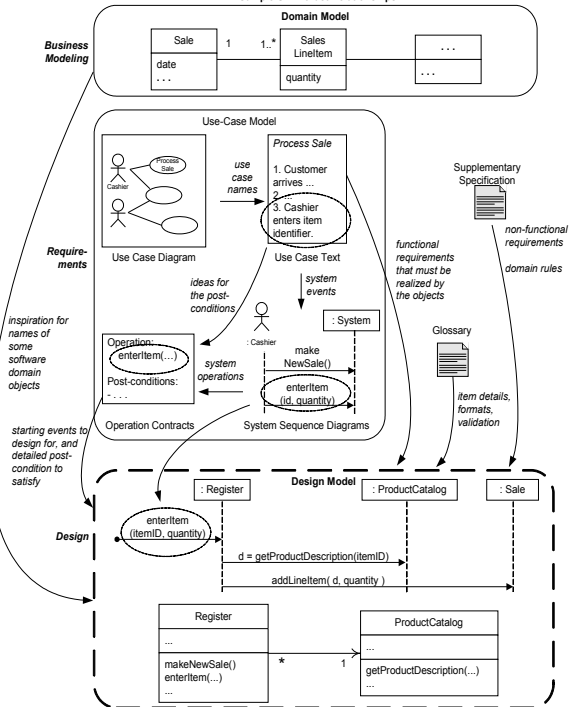 Domain Model
Business
Modeling
Sale
date
. . .
1
1..*
Sales
LineItem
quantity
. . .
. . .
Use-Case Model
Process
Sale
Cashier
Use Case Diagram
use
case
names
Process Sale
1. Customer
arrives ...
2. ...
3. Cashier
enters item
identifier.
Use Case Text
Require-
ments
Supplementary
Specification
non-functional
requirements
domain rules
functional
requirements
that must be
realized by
the objects
Glossary
item details,
formats,
validation
ideas for
the post-
conditions
system
events
inspiration for
names of
some
software
domain
objects
Operation:
enterItem(…)
Post-conditions:
- . . .
Operation Contracts
system
operations
: Cashier
: System
make
NewSale()
enterItem
(id, quantity)
System Sequence Diagrams
starting events to
design for, and
detailed post-
condition to
satisfy
Design Model
Design
: Register
: ProductCatalog
: Sale
enterItem
(itemID, quantity)
d = getProductDescription(itemID)
addLineItem( d, quantity )
Register
...
makeNewSale()
enterItem(...)
...
*
1
ProductCatalog
...
getProductDescription(...)
...